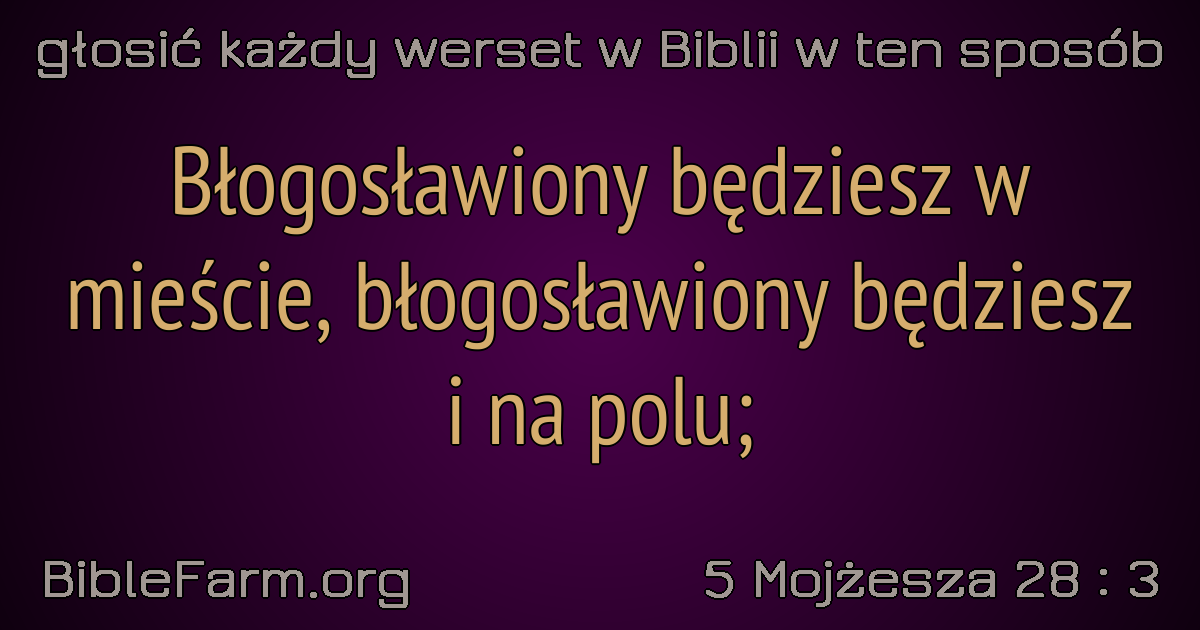 głosić każdy werset w Biblii w ten sposób
Błogosławiony będziesz w
mieście, błogosławiony będziesz
i na polu;
BibleFarm.org
5 Mojżesza 28 : 3